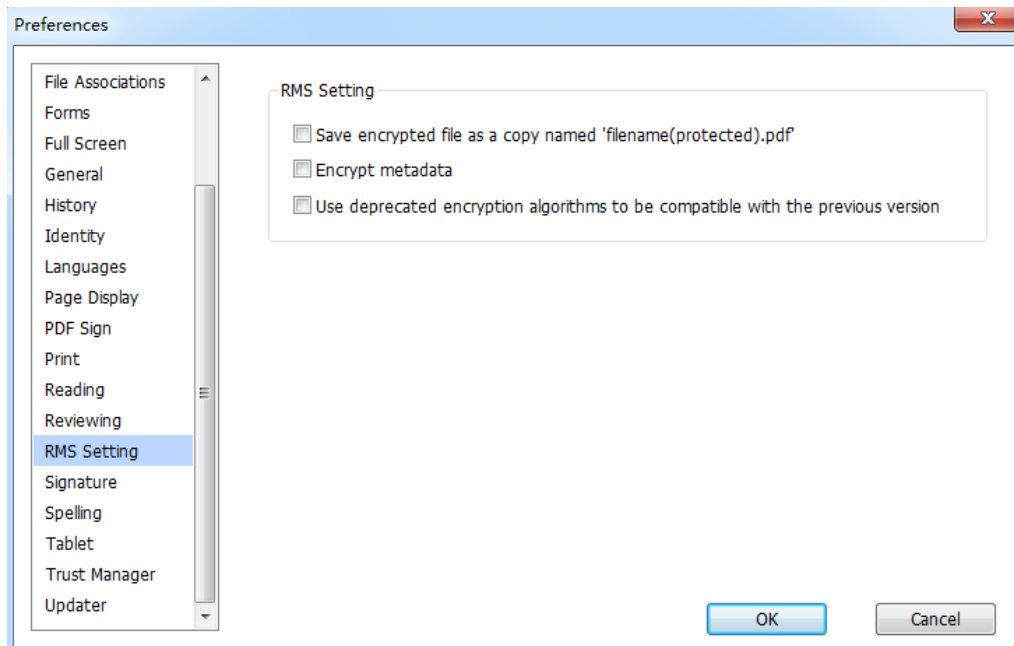 Preferences
File Associations
Forms
Full Screen
General
History
Identity
Languages
Page Display
PDF Sign
Print
Reading
Reviewing
RMS Setting
Signature
Spelling
Tablet
Trust Manager
Updater
RMS Setting
Save encrypted file as a copy named 'filename(protected).pdf'
Encrypt metadata
Use deprecated encryption algorithms to be compatible with the previous version
OK
Cancel